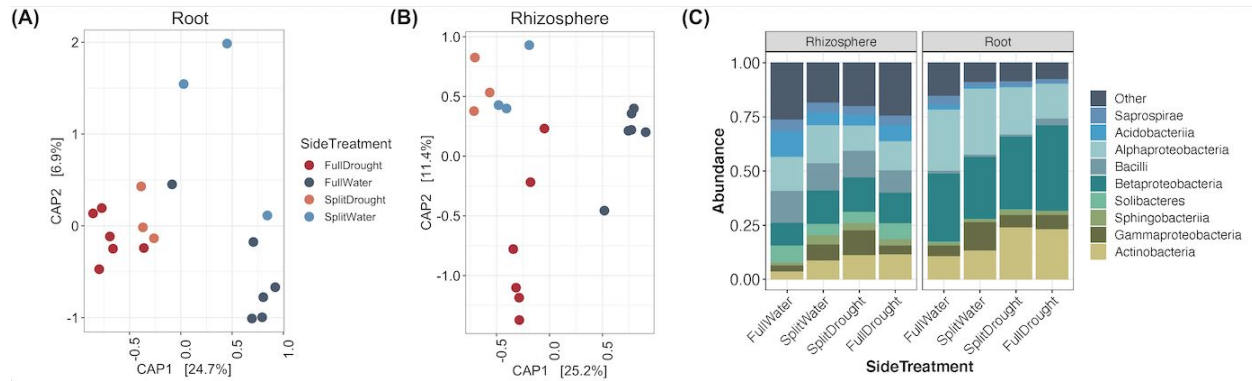 (A)
Root
2
1
0
-1
CAP2 [6.9%]
-0.5
0.0
0.5
1.0
CAP1 [24.7%]
SideTreatment
FullDrought
FullWater
SplitDrought
SplitWater
(B)
Rhizosphere
1.0
0.5
0.0
-0.5
-1.0
CAP2 [11.4%]
-0.5
0.0
0.5
CAP1 [25.2%]
(C)
Rhizosphere
Root
1.00
0.75
0.50
0.25
0.00
Abundance
FullWater
SplitWater
SplitDrought
FullDrought
FullWater
SplitWater
SplitDrought
FullDrought
SideTreatment
Other
Saprospirae
Acidobacteriia
Alphaproteobacteria
Bacilli
Betaproteobacteria
Solibacteres
Sphingobacteriia
Gammaproteobacteria
Actinobacteria